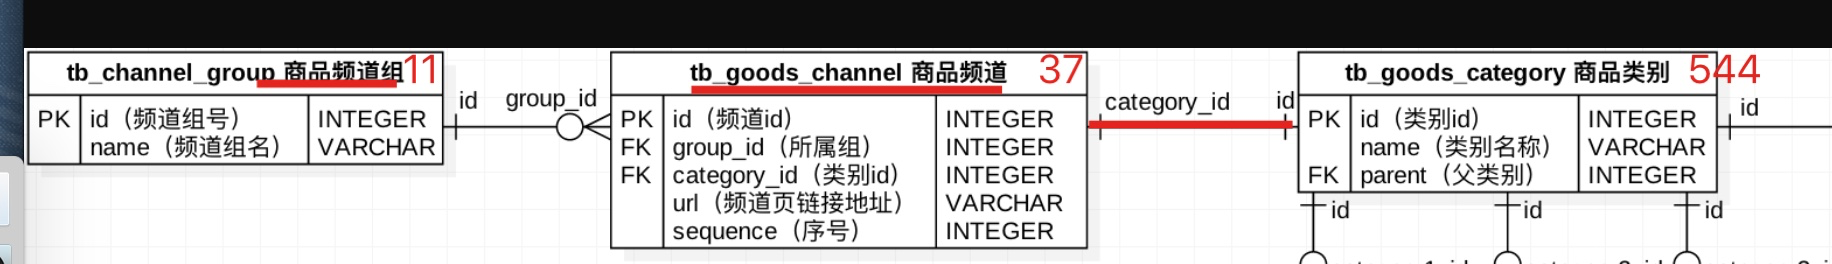 tb_channel_group 商品频道组 11
PK id（频道组号） INTEGER
name（频道组名） VARCHAR
id group_id
tb_goods_channel 商品频道 37
PK id（频道id） INTEGER
FK group_id（所属组） INTEGER
FK category_id（类别id） INTEGER
url（频道页链接地址） VARCHAR
sequence（序号） INTEGER
category_id id
tb_goods_category 商品类别 544
PK id（类别id） INTEGER
name（类别名称） VARCHAR
FK parent（父类别） INTEGER
id
id id id